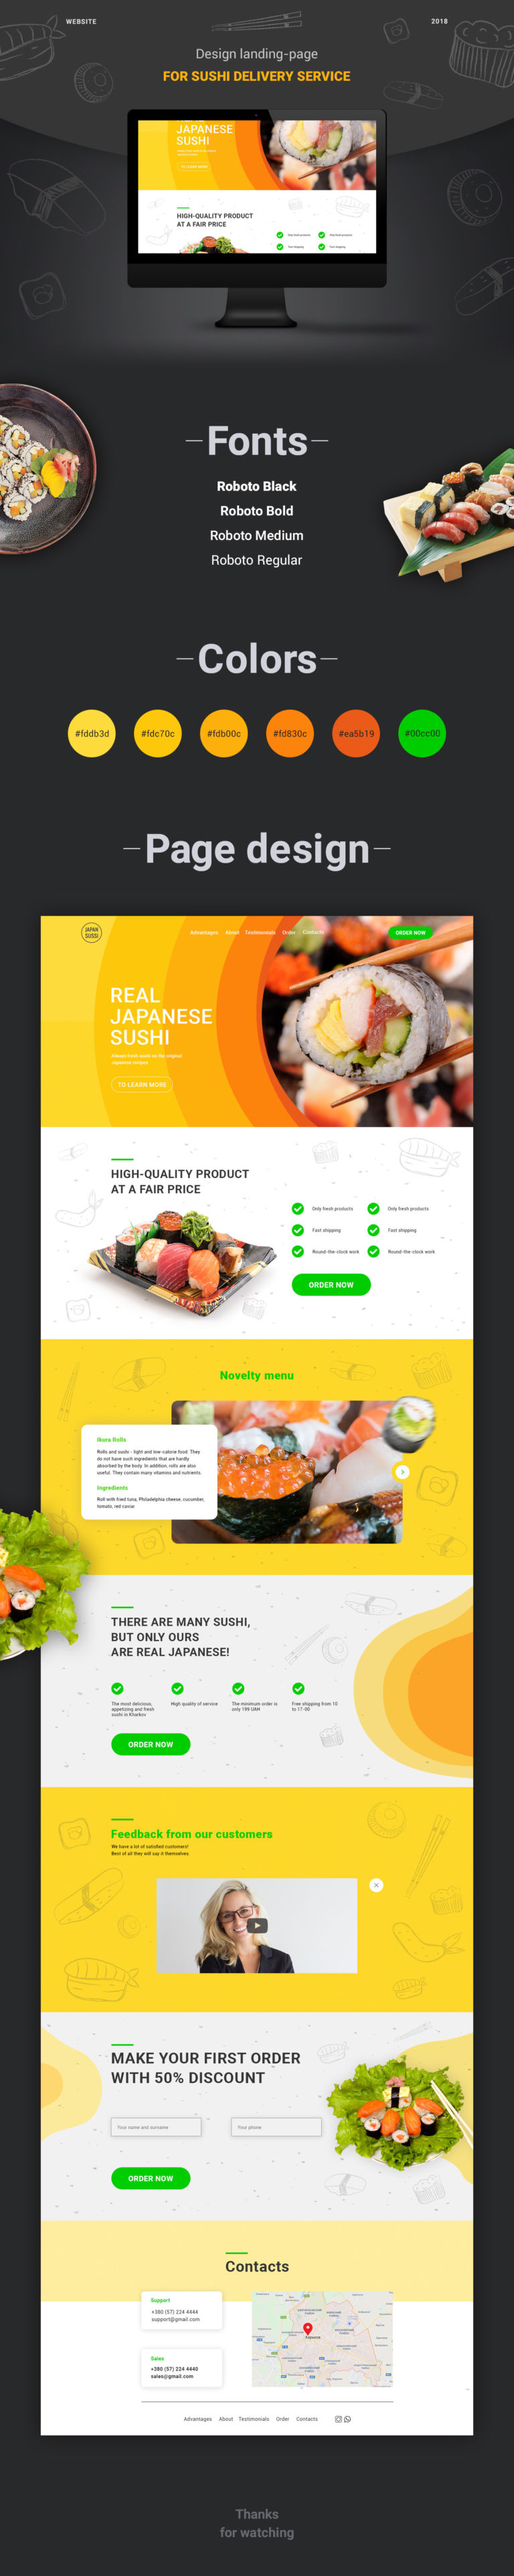 WEBSITE
2018
Design landing-page
FOR SUSHI DELIVERY SERVICE
JAPANESE
SUSHI
TO LEARN MORE
HIGH-QUALITY PRODUCT
AT A FAIR PRICE
Fonts
Roboto Black
Roboto Bold
Roboto Medium
Roboto Regular
Colors
#fddb3d #fdc70c #fdb00c #fd830c #ea5b19 #00cc00
Page design
JAPAN
SUSSI
Advantages About Testimonials Order Contacts
ORDER NOW
REAL
JAPANESE
SUSHI
Always fresh sushi on the original
Japanese recipes
TO LEARN MORE
HIGH-QUALITY PRODUCT
AT A FAIR PRICE
Only fresh products Only fresh products
Fast shipping Fast shipping
Round-the-clock work Round-the-clock work
ORDER NOW
Novelty menu
Ikura Rolls
Rolls and sushi - light and low-calorie food. They
do not have such ingredients that are hardly
absorbed by the body. In addition, rolls are also
useful. They contain many vitamins and nutrients.
Ingredients
Roll with fried tuna, Philadelphia cheese, cucumber,
tomato, red caviar
THERE ARE MANY SUSHI,
BUT ONLY OURS
ARE REAL JAPANESE!
The most delicious,
appetizing and fresh
sushi in Kharkov
High quality of service
The minimum order is
only 199 UAH
Free shipping from 10
to 17-00
ORDER NOW
Feedback from our customers
We have a lot of satisfied customers!
Best of all they will say it themselves.
MAKE YOUR FIRST ORDER
WITH 50% DISCOUNT
Your name and surname
Your phone
ORDER NOW
Contacts
Support
+380 (57) 224 4444
support@gmail.com
Sales
+380 (57) 224 4440
sales@gmail.com
Advantages About Testimonials Order Contacts
Thanks
for watching